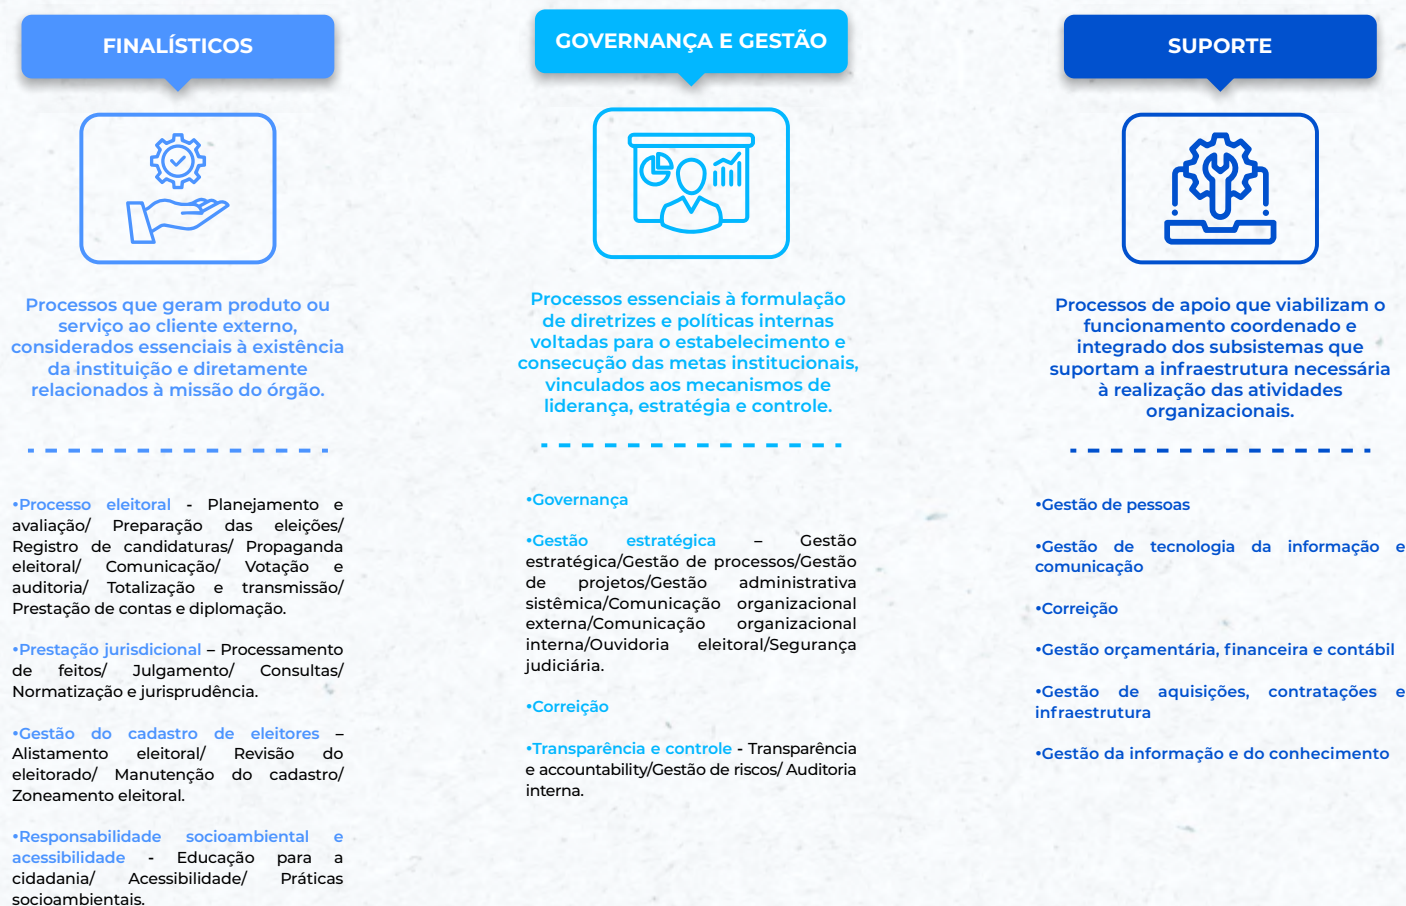 FINALÍSTICOS
Processos que geram produto ou
serviço ao cliente externo,
considerados essenciais à existência
da instituição e diretamente
relacionados à missão do órgão.
•Processo eleitoral - Planejamento e
avaliação/ Preparação das eleições/
Registro de candidaturas/ Propaganda
eleitoral/ Comunicação/ Votação e
auditoria/ Totalização e transmissão/
Prestação de contas e diplomação.
•Prestação jurisdicional – Processamento
de feitos/ Julgamento/ Consultas/
Normatização e jurisprudência.
•Gestão do cadastro de eleitores –
Alistamento eleitoral/ Revisão do
eleitorado/ Manutenção do cadastro/
Zoneamento eleitoral.
•Responsabilidade socioambiental e
acessibilidade - Educação para a
cidadania/ Acessibilidade/ Práticas
socioambientais.
GOVERNANÇA E GESTÃO
Processos essenciais à formulação
de diretrizes e políticas internas
voltadas para o estabelecimento e
consecução das metas institucionais,
vinculados aos mecanismos de
liderança, estratégia e controle.
•Governança
•Gestão estratégica – Gestão
estratégica/Gestão de processos/Gestão
de projetos/Gestão administrativa
sistêmica/Comunicação organizacional
externa/Comunicação organizacional
interna/Ouvidoria eleitoral/Segurança
judiciária.
•Correição
•Transparência e controle - Transparência
e accountability/Gestão de riscos/ Auditoria
interna.
SUPORTE
Processos de apoio que viabilizam o
funcionamento coordenado e
integrado dos subsistemas que
suportam a infraestrutura necessária
à realização das atividades
organizacionais.
•Gestão de pessoas
•Gestão de tecnologia da informação e
comunicação
•Correição
•Gestão orçamentária, financeira e contábil
•Gestão de aquisições, contratações e
infraestrutura
•Gestão da informação e do conhecimento